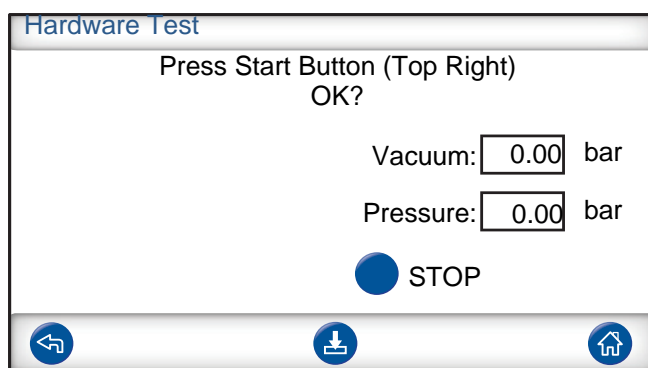 Hardware Test
Press Start Button (Top Right)
OK?
Vacuum: 0.00 bar
Pressure: 0.00 bar
STOP